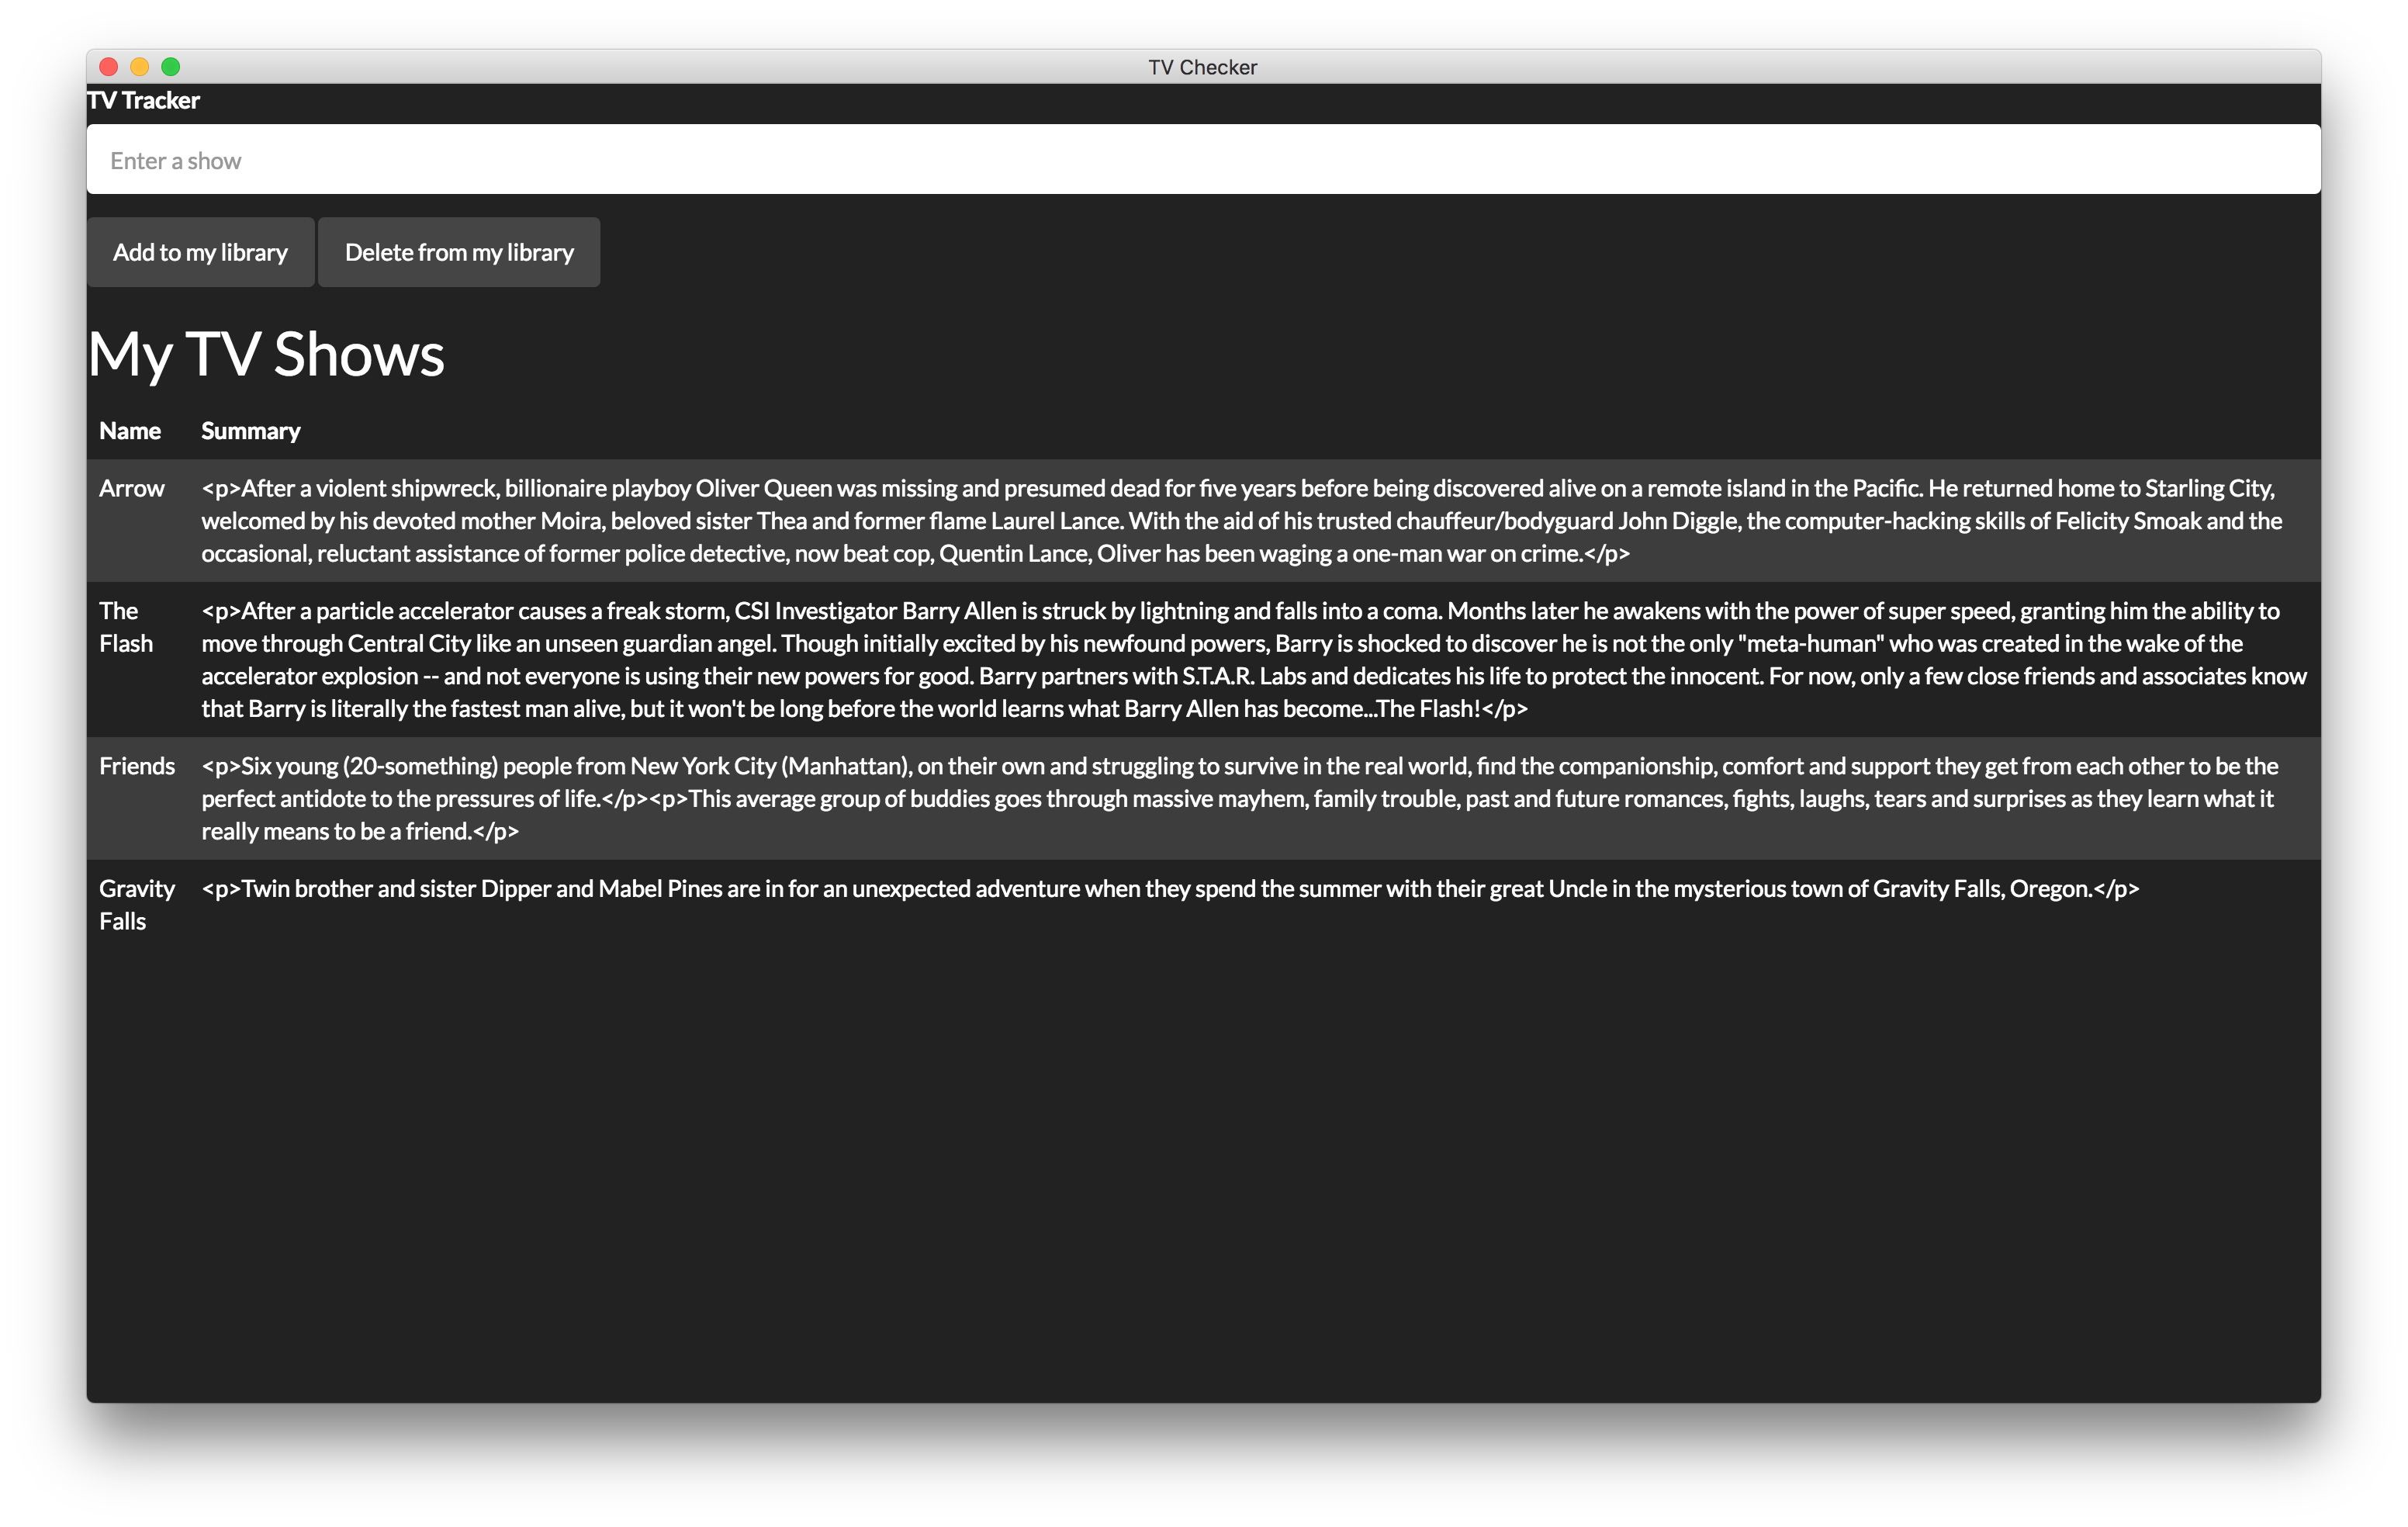 TV Checker
TV Tracker
Enter a show
Add to my library
Delete from my library
My TV Shows
Name Summary
Arrow <p>After a violent shipwreck, billionaire playboy Oliver Queen was missing and presumed dead for five years before being discovered alive on a remote island in the Pacific. He returned home to Starling City,
welcomed by his devoted mother Moira, beloved sister Thea and former flame Laurel Lance. With the aid of his trusted chauffeur/bodyguard John Diggle, the computer-hacking skills of Felicity Smoak and the
occasional, reluctant assistance of former police detective, now beat cop, Quentin Lance, Oliver has been waging a one-man war on crime.</p>
The
Flash
<p>After a particle accelerator causes a freak storm, CSI Investigator Barry Allen is struck by lightning and falls into a coma. Months later he awakens with the power of super speed, granting him the ability to
move through Central City like an unseen guardian angel. Though initially excited by his newfound powers, Barry is shocked to discover he is not the only "meta-human" who was created in the wake of the
accelerator explosion -- and not everyone is using their new powers for good. Barry partners with S.T.A.R. Labs and dedicates his life to protect the innocent. For now, only a few close friends and associates know
that Barry is literally the fastest man alive, but it won't be long before the world learns what Barry Allen has become...The Flash!</p>
Friends <p>Six young (20-something) people from New York City (Manhattan), on their own and struggling to survive in the real world, find the companionship, comfort and support they get from each other to be the
perfect antidote to the pressures of life.</p><p>This average group of buddies goes through massive mayhem, family trouble, past and future romances, fights, laughs, tears and surprises as they learn what it
really means to be a friend.</p>
Gravity
Falls
<p>Twin brother and sister Dipper and Mabel Pines are in for an unexpected adventure when they spend the summer with their great Uncle in the mysterious town of Gravity Falls, Oregon.</p>